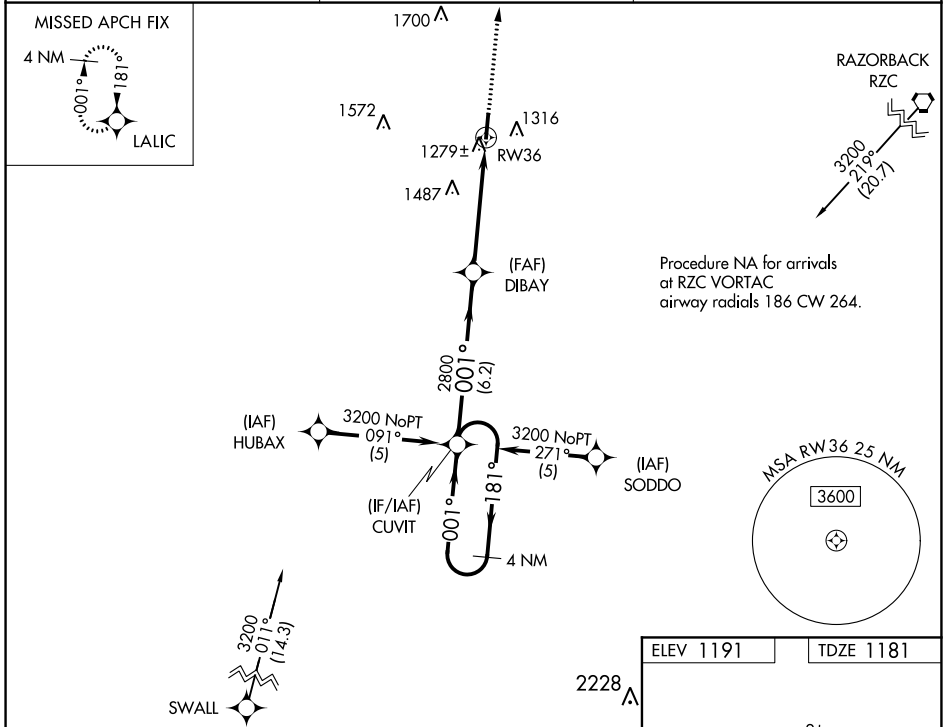 MISSED APCH FIX
4 NM
001°
181°
LALIC
1700
1572
1316
1279±
RW36
1487
RAZORBACK
RZC
3200
219°
(20.7)
(FAF)
DIBAY
Procedure NA for arrivals
at RZC VORTAC
airway radials 186 CW 264.
2800
001°
(6.2)
(IAF)
HUBAX
3200 NoPT
091°
(5)
3200 NoPT
271°
(5)
(IAF)
SODDO
(IF/IAF)
CUVIT
001°
181°
4 NM
MSA RW36 25 NM
3600
3200
011°
(14.3)
SWALL
2228
ELEV 1191
TDZE 1181